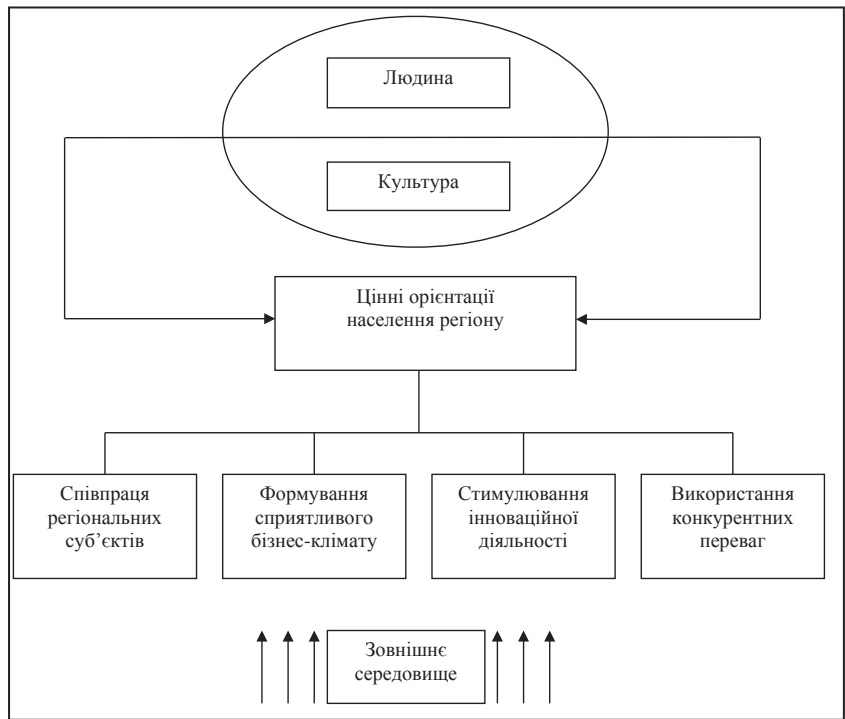 Людина
Культура
Цінні орієнтації
населення регіону
Співпраця
регіональних
суб’єктів
Формування
сприятливого
бізнес-клімату
Стимулювання
інноваційної
діяльності
Використання
конкурентних
переваг
Зовнішнє
середовище